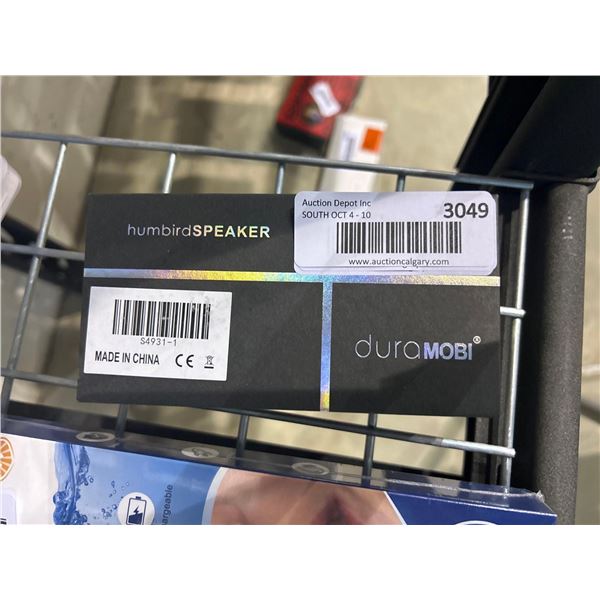 humbirdSPEAKER
Auction Depot Inc
SOUTH OCT 4 - 10
3049
www.auctioncalgary.com
S4931-1
MADE IN CHINA CE
duraMOBI®